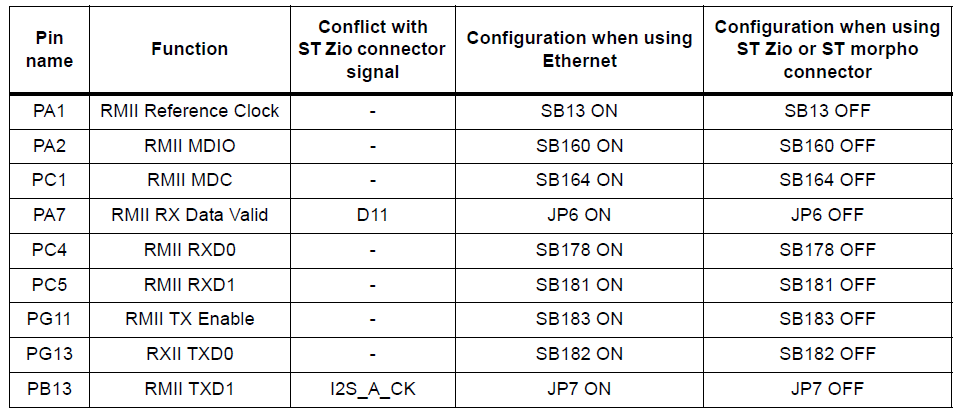 Pin name | Function | Conflict with ST Zio connector signal | Configuration when using Ethernet | Configuration when using ST Zio or ST morpho connector
PA1 | RMII Reference Clock | - | SB13 ON | SB13 OFF
PA2 | RMII MDIO | - | SB160 ON | SB160 OFF
PC1 | RMII MDC | - | SB164 ON | SB164 OFF
PA7 | RMII RX Data Valid | D11 | JP6 ON | JP6 OFF
PC4 | RMII RXD0 | - | SB178 ON | SB178 OFF
PC5 | RMII RXD1 | - | SB181 ON | SB181 OFF
PG11 | RMII TX Enable | - | SB183 ON | SB183 OFF
PG13 | RXII TXD0 | - | SB182 ON | SB182 OFF
PB13 | RMII TXD1 | I2S_A_CK | JP7 ON | JP7 OFF